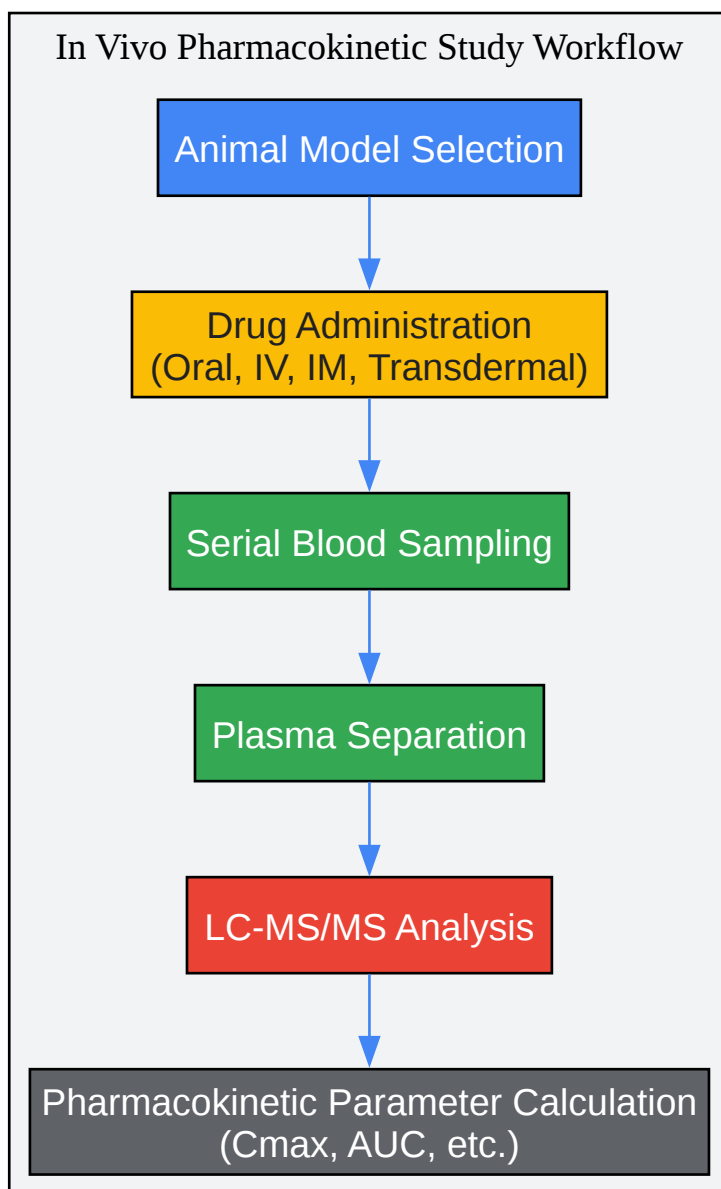 In Vivo Pharmacokinetic Study Workflow
Animal Model Selection
Drug Administration
(Oral, IV, IM, Transdermal)
Serial Blood Sampling
Plasma Separation
LC-MS/MS Analysis
Pharmacokinetic Parameter Calculation
(Cmax, AUC, etc.)